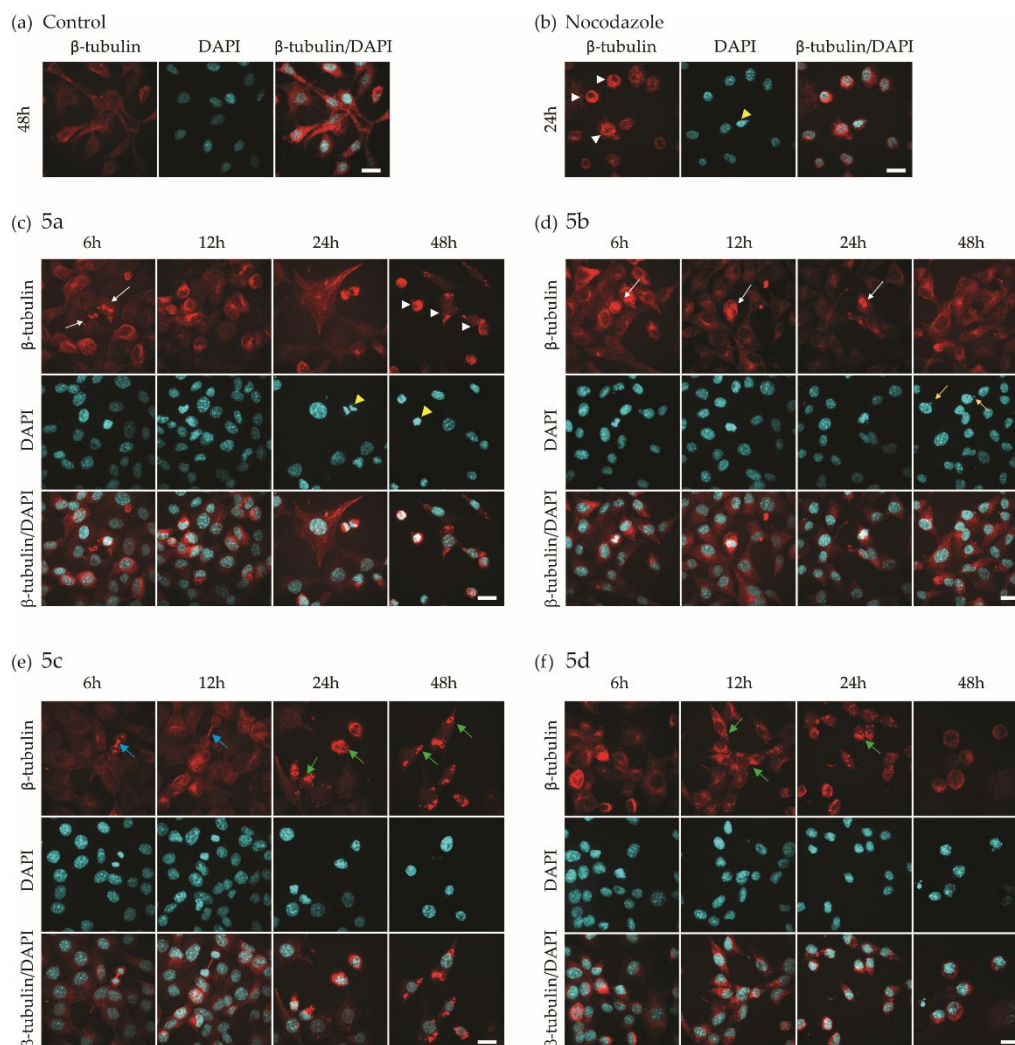 (a) Control
β-tubulin DAPI β-tubulin/DAPI
48h
(b) Nocodazole
β-tubulin DAPI β-tubulin/DAPI
24h
(c) 5a
6h 12h 24h 48h
β-tubulin
DAPI
β-tubulin/DAPI
(d) 5b
6h 12h 24h 48h
β-tubulin
DAPI
β-tubulin/DAPI
(e) 5c
6h 12h 24h 48h
β-tubulin
DAPI
β-tubulin/DAPI
(f) 5d
6h 12h 24h 48h
β-tubulin
DAPI
β-tubulin/DAPI